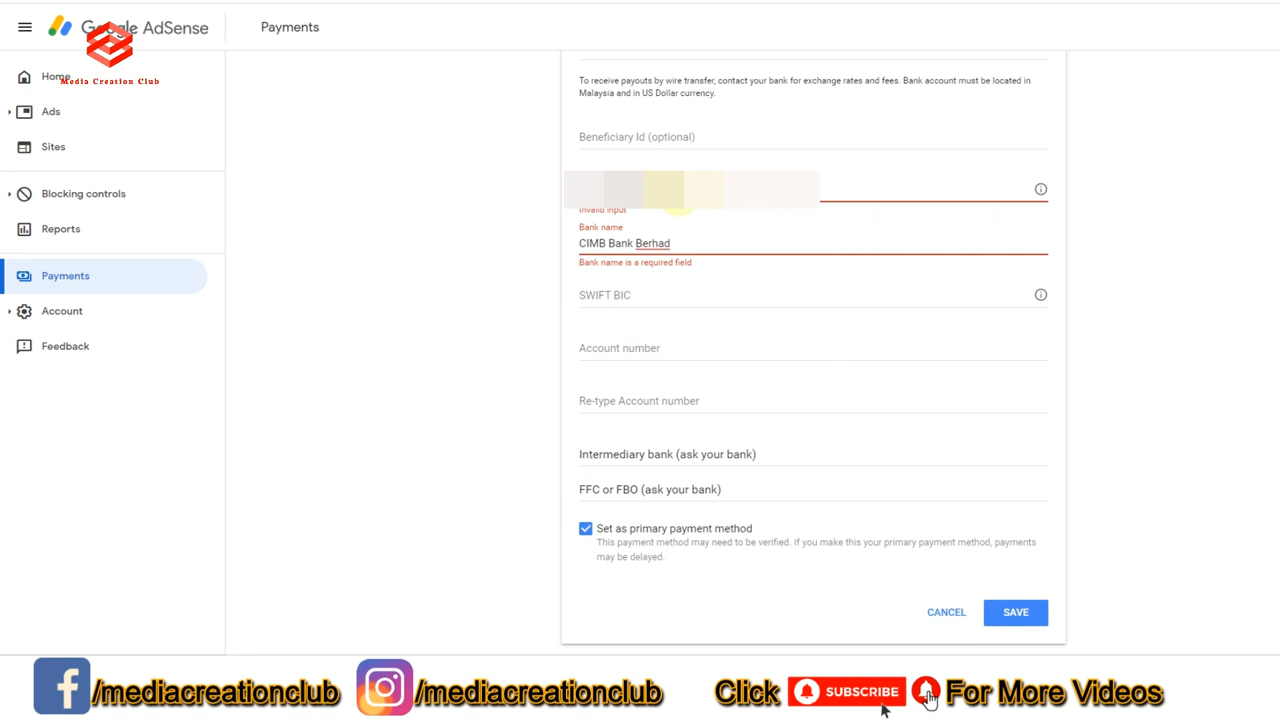 Google AdSense
Payments
Media Creation Club
Home
Ads
Sites
Blocking controls
Reports
Payments
Account
Feedback
To receive payouts by wire transfer, contact your bank for exchange rates and fees. Bank account must be located in
Malaysia and in US Dollar currency.
Beneficiary Id (optional)
Invalid input
Bank name
CIMB Bank Berhad
Bank name is a required field
SWIFT BIC
Account number
Re-type Account number
Intermediary bank (ask your bank)
FFC or FBO (ask your bank)
Set as primary payment method
This payment method may need to be verified. If you make this your primary payment method, payments
may be delayed.
CANCEL
SAVE
/mediacreationclub
/mediacreationclub
Click SUBSCRIBE For More Videos